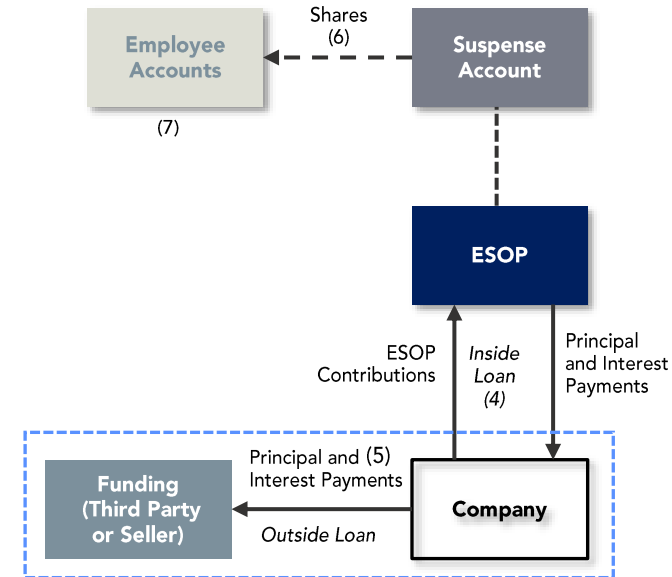 Shares
(6)
Employee
Accounts
Suspense
Account
(7)
ESOP
ESOP
Contributions
Inside
Loan
(4)
Principal
and Interest
Payments
Principal and (5)
Interest Payments
Funding
(Third Party
or Seller)
Company
Outside Loan